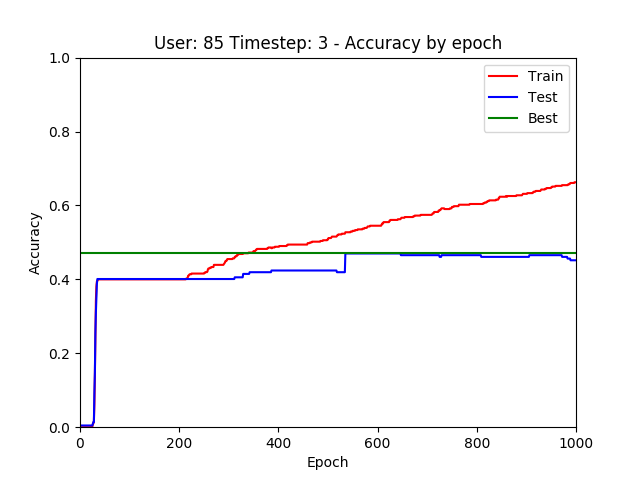 User: 85 Timestep: 3 - Accuracy by epoch
Train
Test
Best
1.0
0.8
0.6
0.4
0.2
0.0
Accuracy
0 200 400 600 800 1000
Epoch